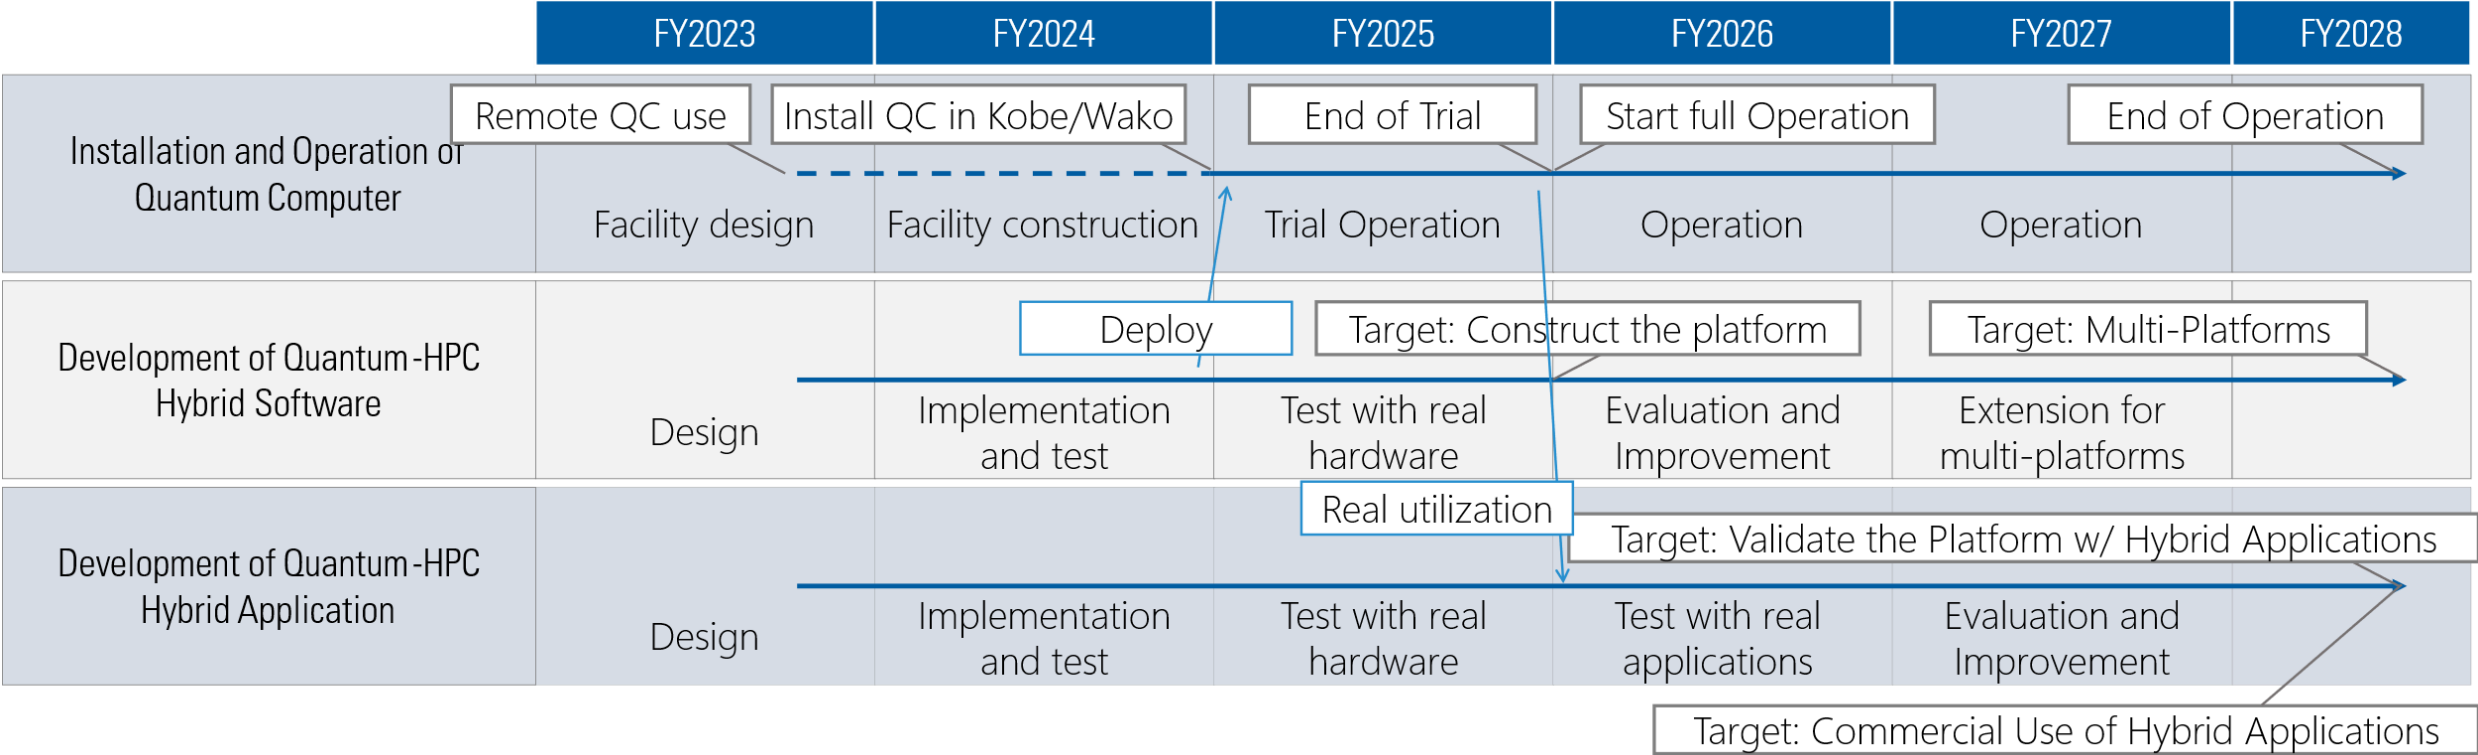 FY2023
FY2024
FY2025
FY2026
FY2027
FY2028
Installation and Operation of
Quantum Computer
Remote QC use
Install QC in Kobe/Wako
End of Trial
Start full Operation
End of Operation
Facility design
Facility construction
Trial Operation
Operation
Operation
Development of Quantum-HPC
Hybrid Software
Deploy
Target: Construct the platform
Target: Multi-Platforms
Design
Implementation
and test
Test with real
hardware
Evaluation and
Improvement
Extension for
multi-platforms
Development of Quantum-HPC
Hybrid Application
Real utilization
Target: Validate the Platform w/ Hybrid Applications
Design
Implementation
and test
Test with real
hardware
Test with real
applications
Evaluation and
Improvement
Target: Commercial Use of Hybrid Applications